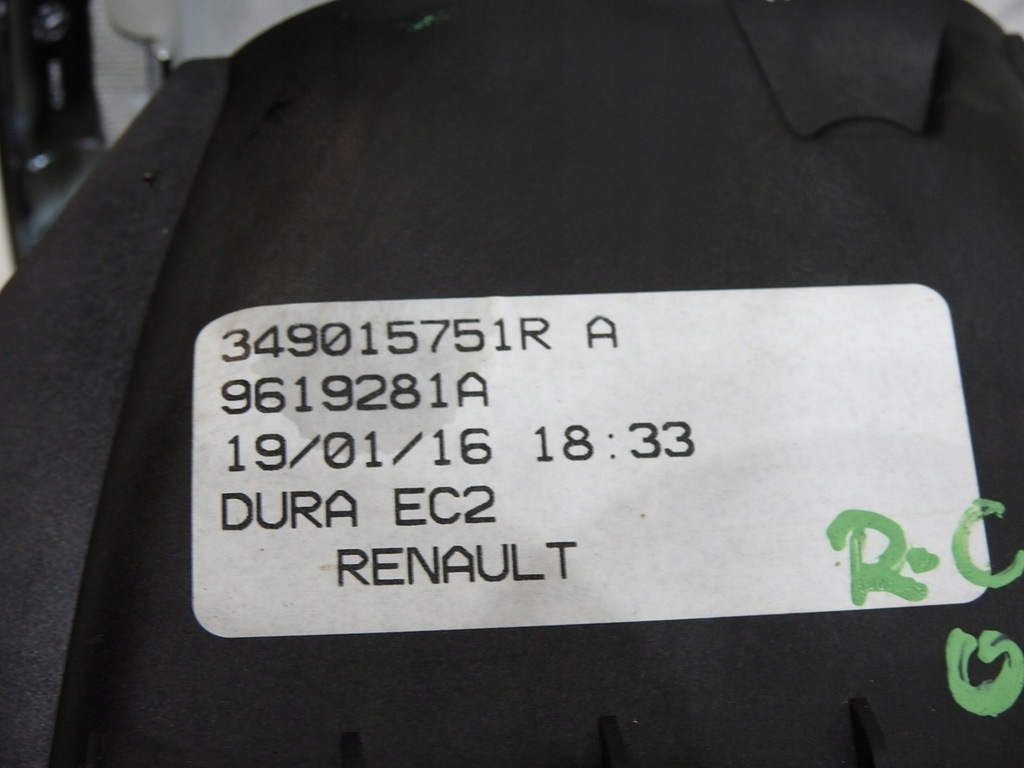 349015751R A
9619281A
19/01/16 18:33
DURA EC2
RENAULT
R-C